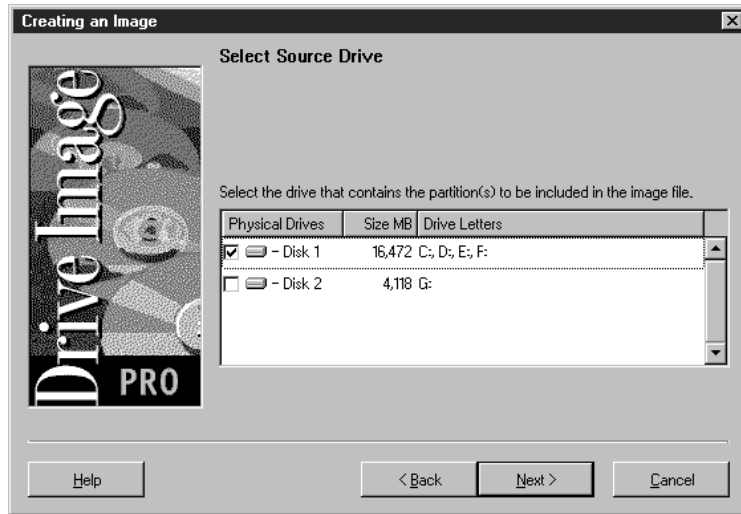 Creating an Image
Drive Image
PRO
Select Source Drive
Select the drive that contains the partition(s) to be included in the image file.
Physical Drives Size MB Drive Letters
- Disk 1 16,472 C:, D:, E:, F:
- Disk 2 4,118 G:
Help < Back Next > Cancel